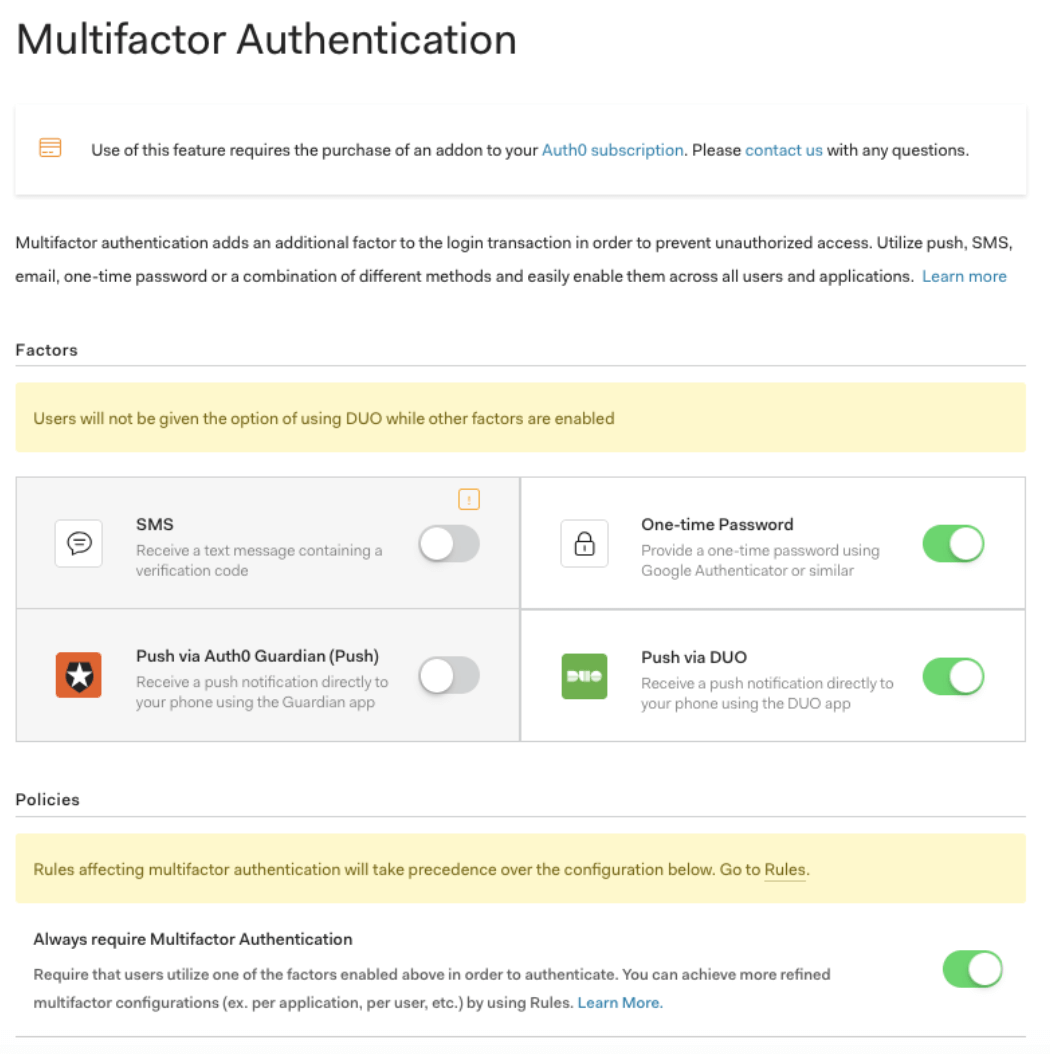 Multifactor Authentication
Use of this feature requires the purchase of an addon to your Auth0 subscription. Please contact us with any questions.
Multifactor authentication adds an additional factor to the login transaction in order to prevent unauthorized access. Utilize push, SMS,
email, one-time password or a combination of different methods and easily enable them across all users and applications. Learn more
Factors
Users will not be given the option of using DUO while other factors are enabled
SMS
Receive a text message containing a
verification code
One-time Password
Provide a one-time password using
Google Authenticator or similar
Push via Auth0 Guardian (Push)
Receive a push notification directly to
your phone using the Guardian app
DUO
Push via DUO
Receive a push notification directly to
your phone using the DUO app
Policies
Rules affecting multifactor authentication will take precedence over the configuration below. Go to Rules.
Always require Multifactor Authentication
Require that users utilize one of the factors enabled above in order to authenticate. You can achieve more refined
multifactor configurations (ex. per application, per user, etc.) by using Rules. Learn More.